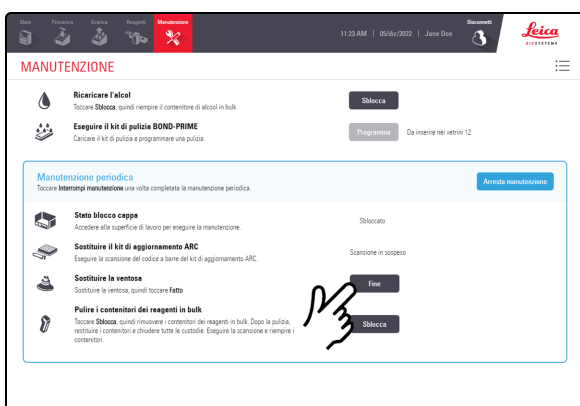 Stato Prenotare Scarica Reagenti Manutenzione
11:23 AM | 05/dic/2022 | Jane Doe
Disconnetti
Leica
BIOSYSTEMS
MANUTENZIONE
Ricaricare l'alcol
Toccare Sblocca, quindi riempire il contenitore di alcool in bulk.
Sblocca
Eseguire il kit di pulizia BOND-PRIME
Caricare il kit di pulizia e programmare una pulizia.
Programma
Da inserire nei vetrini 12
Manutenzione periodica
Toccare Interrompi manutenzione una volta completata la manutenzione periodica.
Arresta manutenzione
Stato blocco cappa
Accedere alla superficie di lavoro per eseguire la manutenzione.
Sbloccato
Sostituire il kit di aggiornamento ARC
Eseguire la scansione del codice a barre del kit di aggiornamento ARC.
Scansione in sospeso
Sostituire la ventosa
Sostituire la ventosa, quindi toccare Fatto
Fine
Pulire i contenitori dei reagenti in bulk
Toccare Sblocca, quindi rimuovere i contenitori dei reagenti in bulk. Dopo la pulizia,
restituire i contenitori e chiudere tutte le custodie. Eseguire la scansione e riempire i
contenitori.
Sblocca